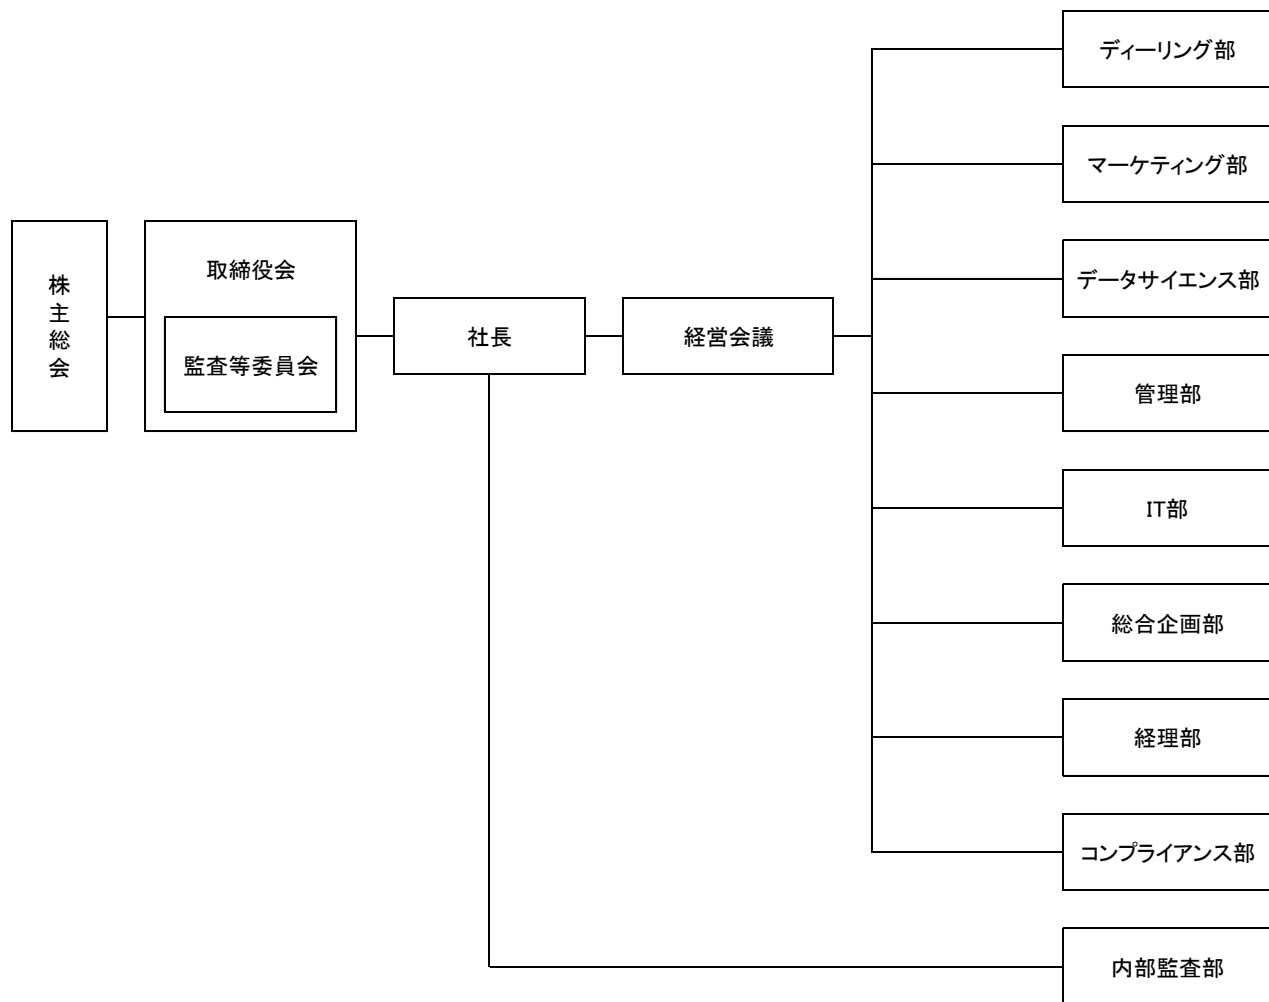 株主総会
取締役会
監査等委員会
社長
経営会議
ディーリング部
マーケティング部
データサイエンス部
管理部
IT部
総合企画部
経理部
コンプライアンス部
内部監査部